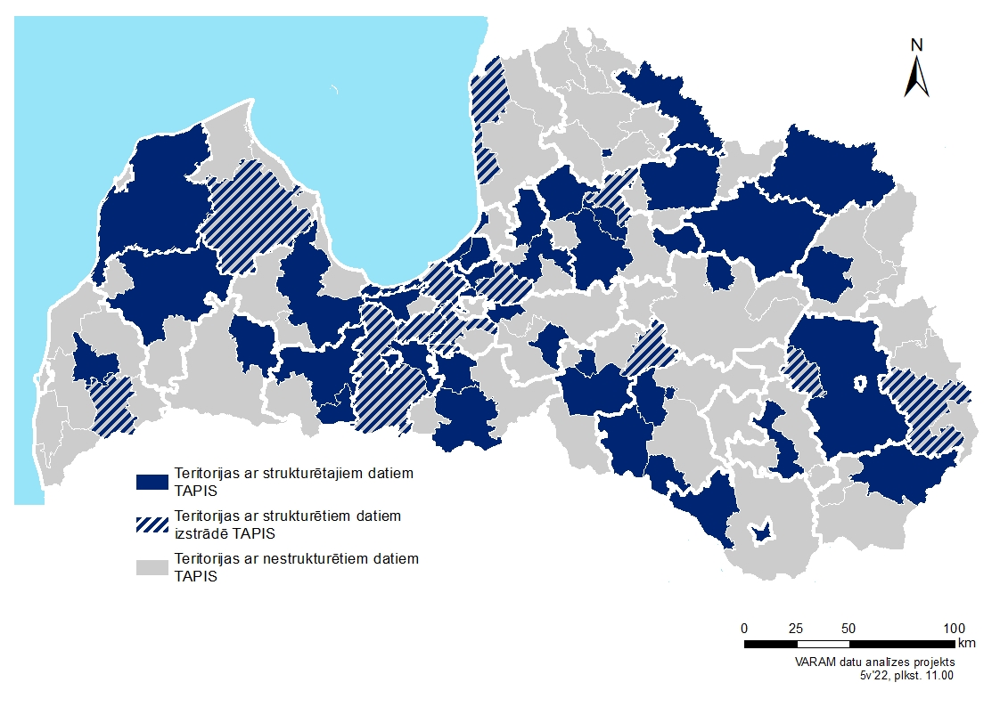 N
Teritorijas ar strukturētajiem datiem
TAPIS
Teritorijas ar strukturētiem datiem
izstrādē TAPIS
Teritorijas ar nestrukturētiem datiem
TAPIS
0 25 50 100
km
VARAM datu analīzes projekts
5v'22, plkst. 11.00